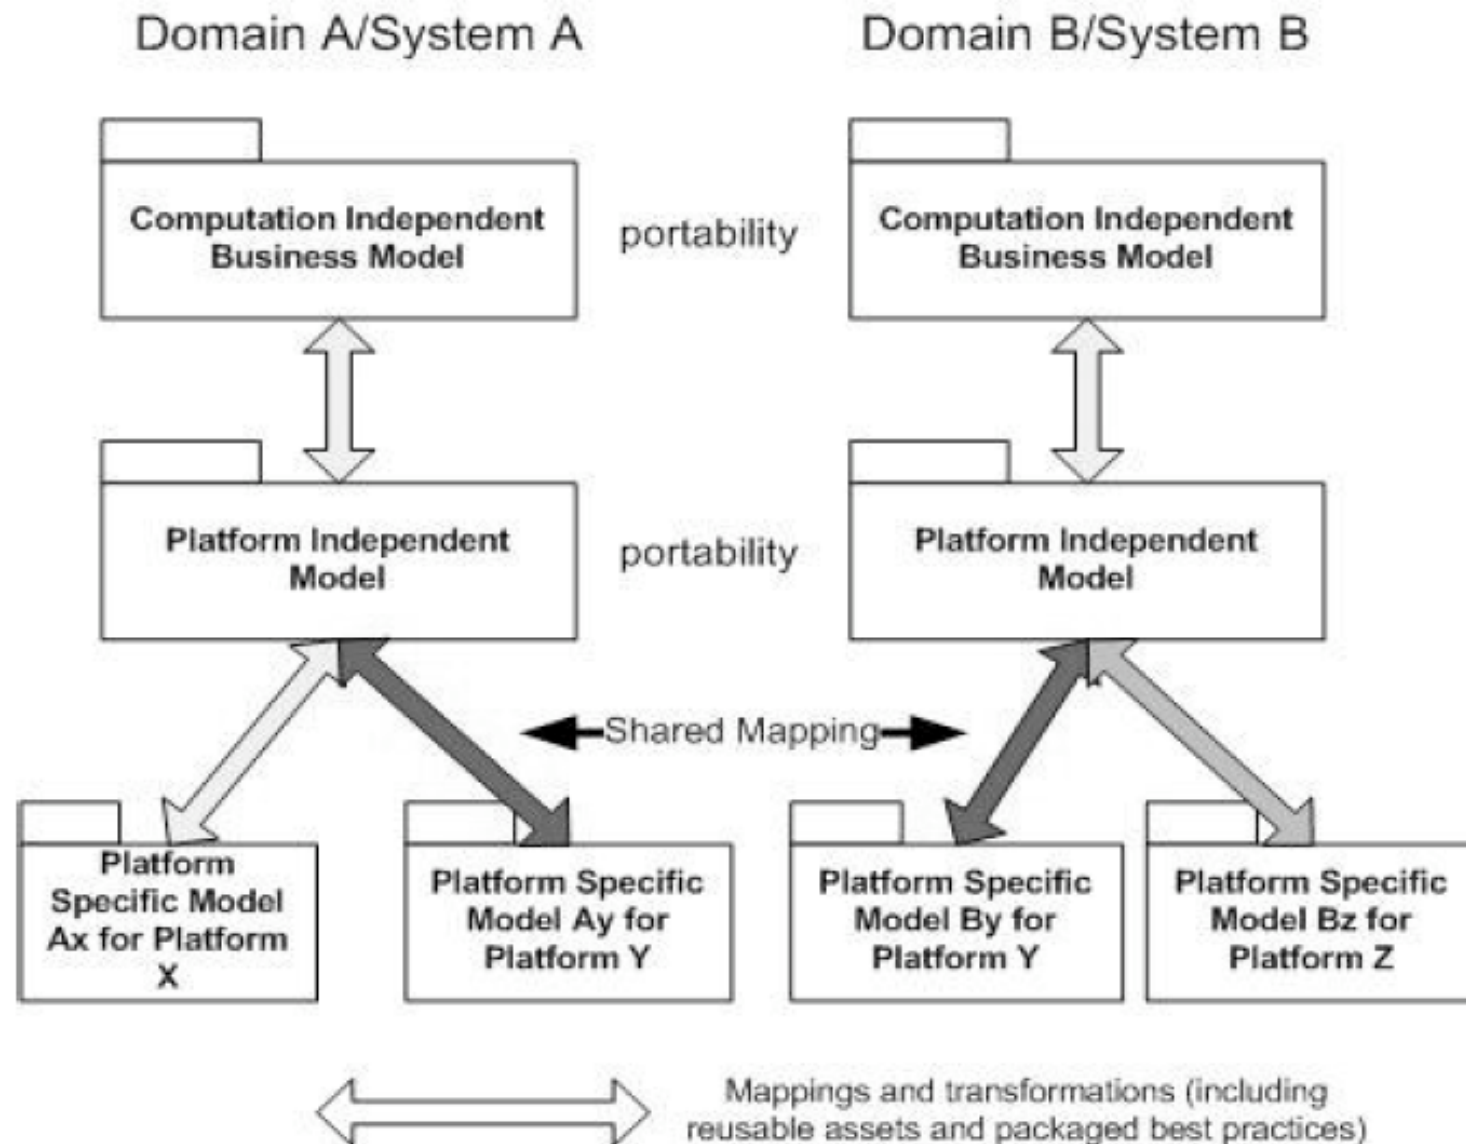 Domain A/System A
Domain B/System B
Computation Independent
Business Model
portability
Computation Independent
Business Model
Platform Independent
Model
portability
Platform Independent
Model
Shared Mapping
Platform
Specific Model
Ax for Platform
X
Platform Specific
Model Ay for
Platform Y
Platform Specific
Model By for
Platform Y
Platform Specific
Model Bz for
Platform Z
Mappings and transformations (including
reusable assets and packaged best practices)